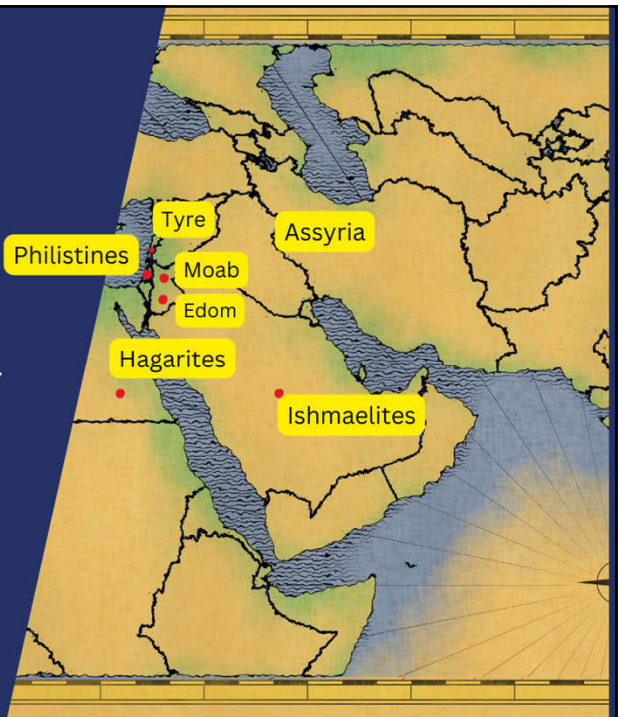 Tyre
Assyria
Philistines
Moab
Edom
Hagarites
Ishmaelites